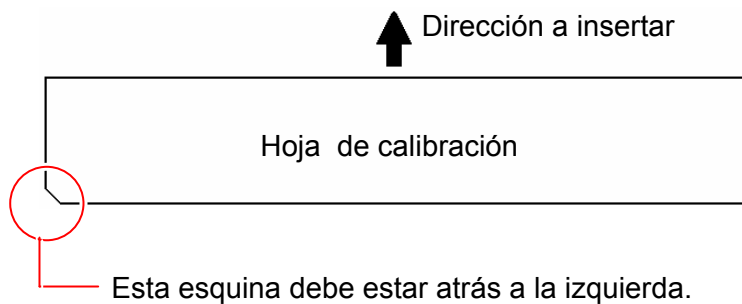 Dirección a insertar
Hoja de calibración
Esta esquina debe estar atrás a la izquierda.